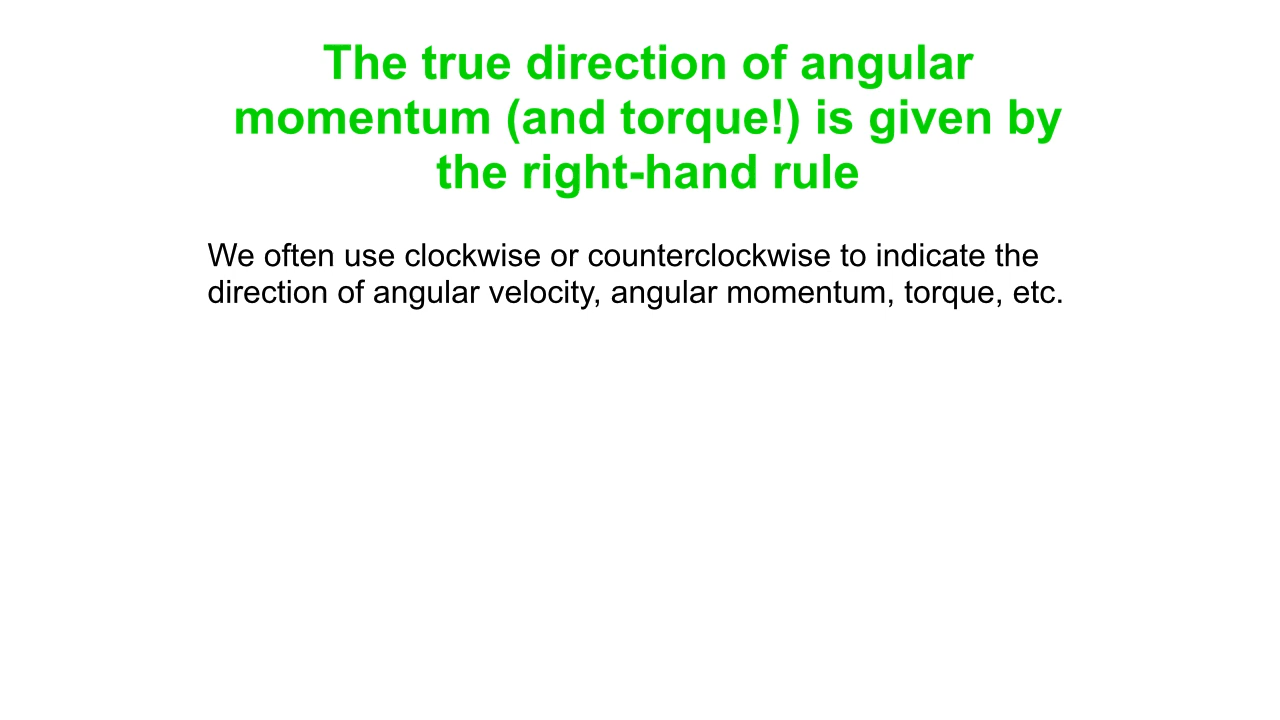 The true direction of angular
momentum (and torque!) is given by
the right-hand rule
We often use clockwise or counterclockwise to indicate the
direction of angular velocity, angular momentum, torque, etc.